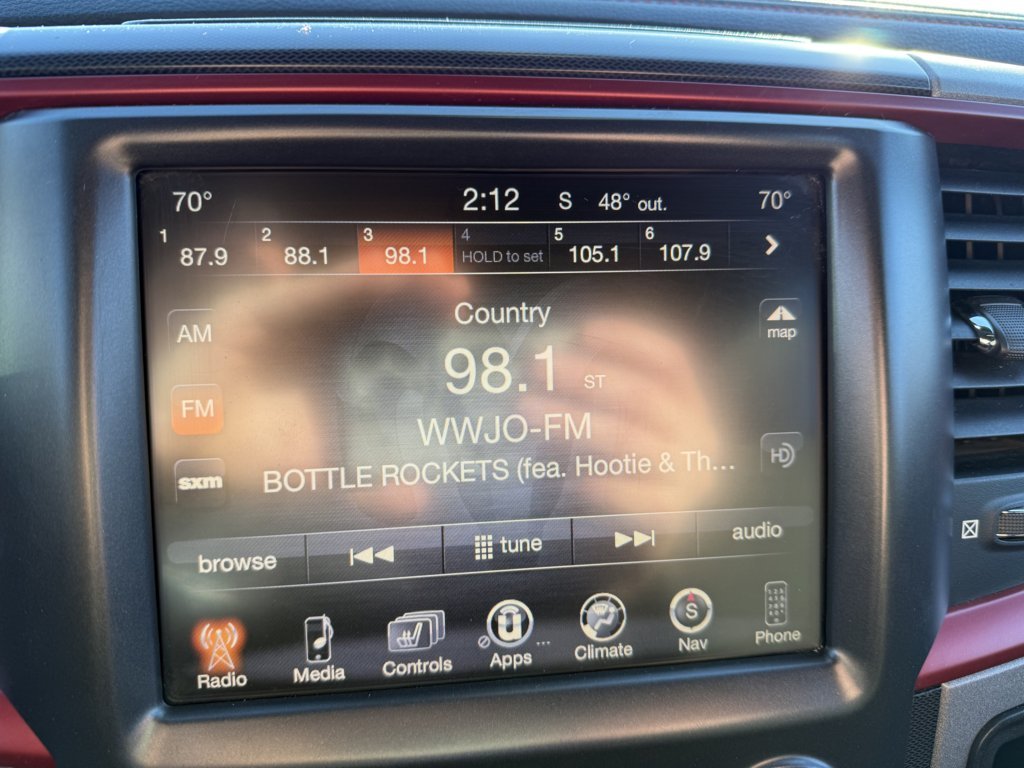 70° 2:12 S 48° out. 70°
1 87.9 2 88.1 3 98.1 4 HOLD to set 5 105.1 6 107.9
Country
AM
map
98.1 ST
FM
WWJO-FM
BOTTLE ROCKETS (fea. Hootie & Th...
HD
sxm
browse tune audio
Radio Media Controls Apps ... Climate S Nav Phone